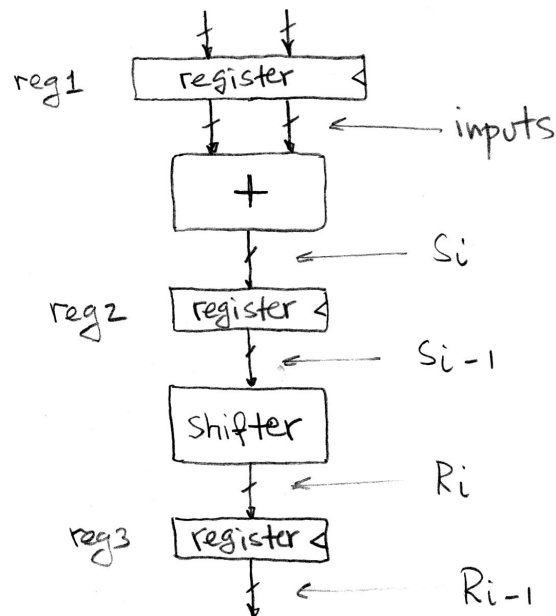 reg1
register
inputs
+
Si
reg2
register
Si-1
Shifter
Ri
reg3
register
Ri-1